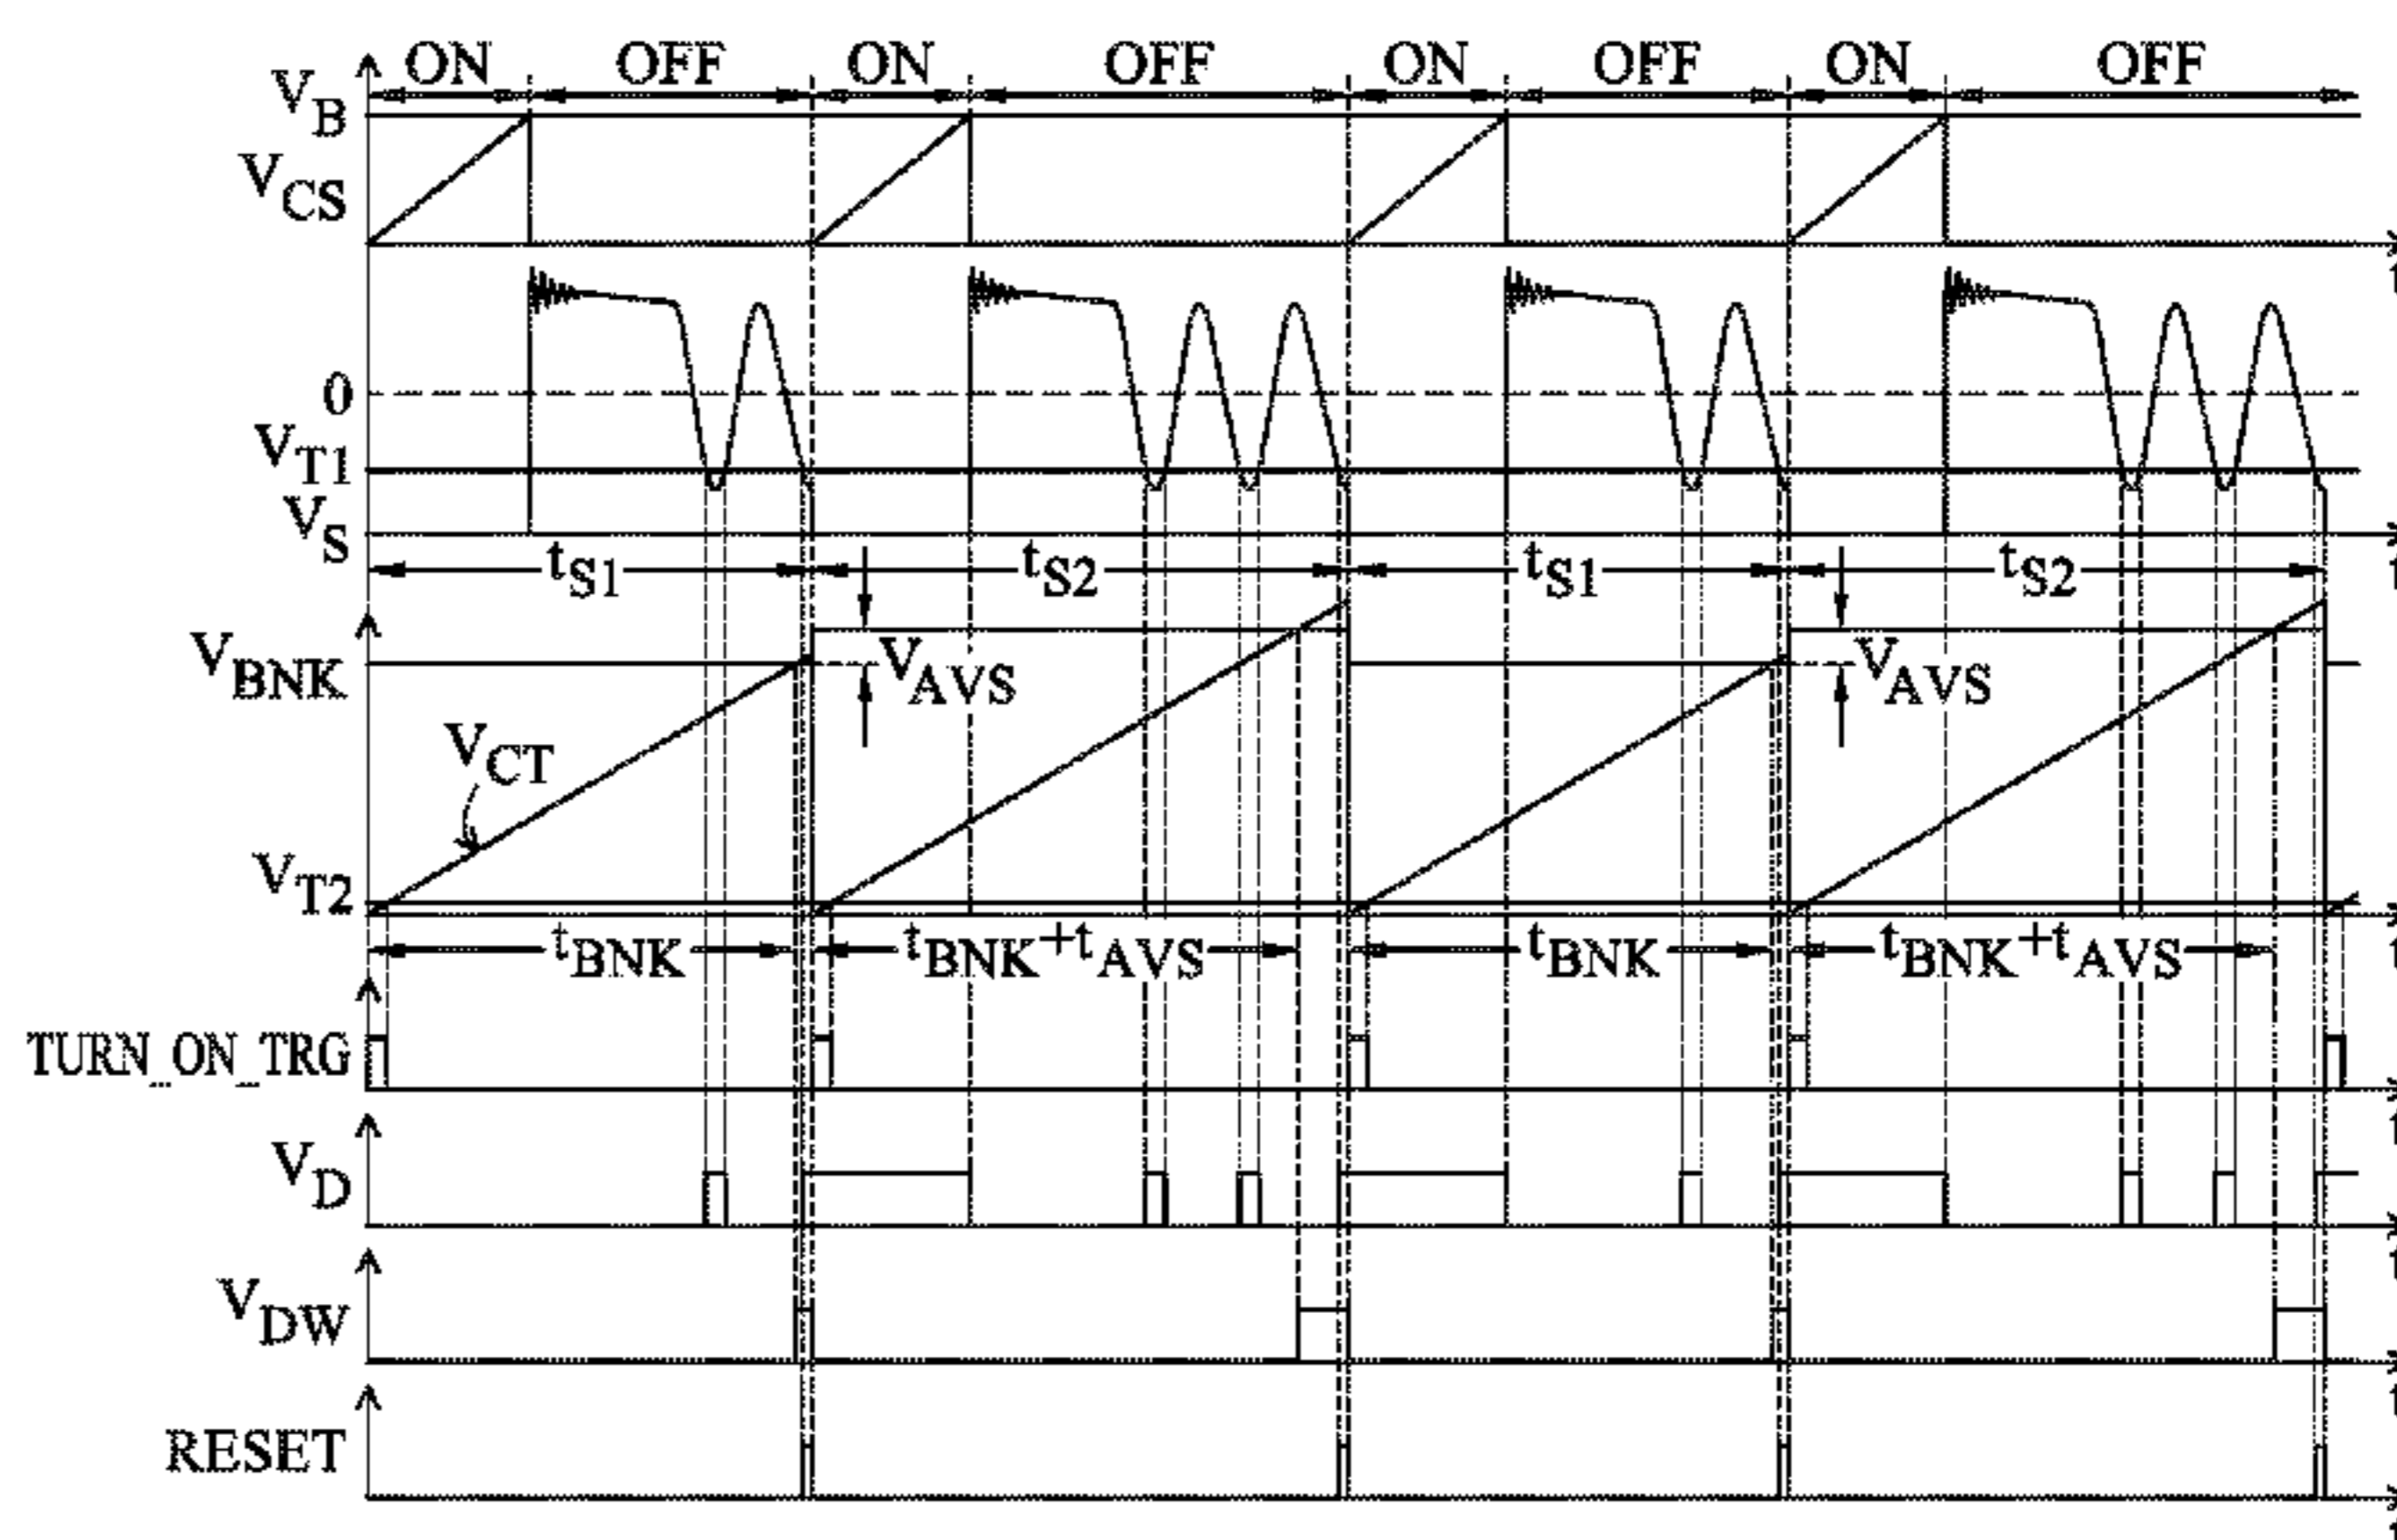 ON OFF ON OFF ON OFF ON OFF
VB
VCS
t
0
VT1
VS
t
tS1 tS2 tS1 tS2
VBNK
VAVS VAVS
VCT
VT2
t
tBNK tBNK+tAVS tBNK tBNK+tAVS
TURN_ON_TRG
t
VD
t
VDW
t
RESET